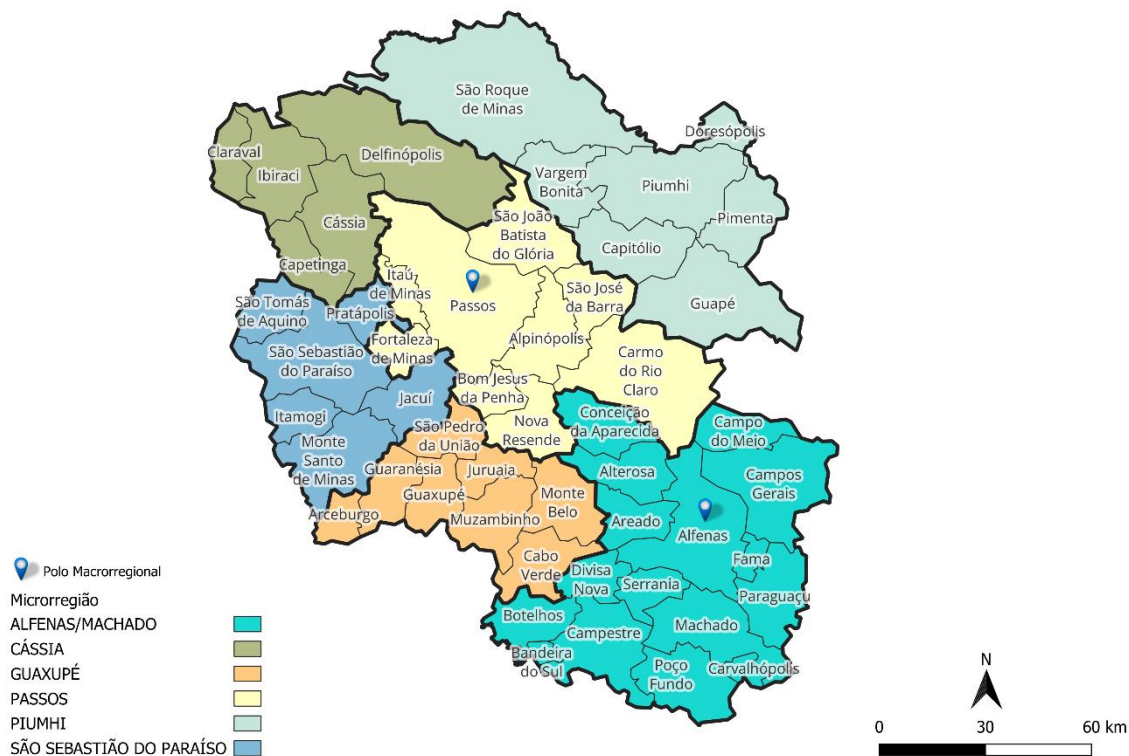 São Roque
de Minas
Doresópolis
Claraval
Delfinópolis
Ibiraci
Vargem
Bonita
Piumhi
Pimenta
Cássia
São João
Batista
do Glória
Capitólio
Capetinga
Itaú
de Minas
Passos
São José
da Barra
Guapé
São Tomás
de Aquino
Pratápolis
Fortaleza
de Minas
Alpinópolis
São Sebastião
do Paraíso
Carmo
do Rio
Claro
Bom Jesus
da Penha
Jacuí
Itamogi
Nova
Resende
Conceição
da Aparecida
Campo
do Meio
São Pedro
da União
Monte
Santo
de Minas
Guaranésia
Juruaia
Alterosa
Campos
Gerais
Guaxupé
Monte
Belo
Arceburgo
Muzambinho
Areado
Alfenas
Cabo
Verde
Fama
Divisa
Nova
Serrania
Paraguaçu
Botelhos
Campestre
Machado
Bandeira
do Sul
Poço
Fundo
Carvalhópolis
Polo Macrorregional
Microrregião
ALFENAS/MACHADO
CÁSSIA
GUAXUPÉ
PASSOS
PIUMHI
SÃO SEBASTIÃO DO PARAÍSO
N
0 30 60 km